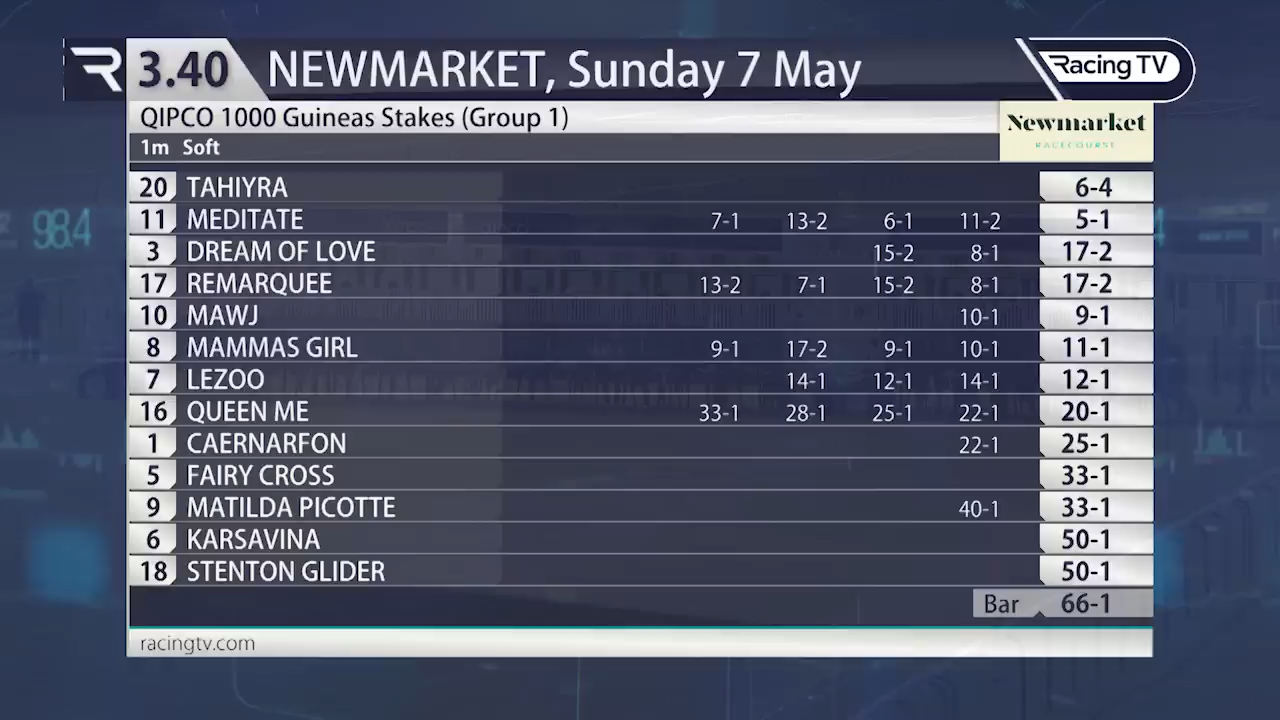 R 3.40 NEWMARKET, Sunday 7 May Racing TV
QIPCO 1000 Guineas Stakes (Group 1)
Newmarket
RACECOURSE
1m Soft
20 TAHIYRA 6-4
98.4
11 MEDITATE 7-1 13-2 6-1 11-2 5-1
3 DREAM OF LOVE 15-2 8-1 17-2
17 REMARQUEE 13-2 7-1 15-2 8-1 17-2
10 MAWJ 10-1 9-1
8 MAMMAS GIRL 9-1 17-2 9-1 10-1 11-1
7 LEZOO 14-1 12-1 14-1 12-1
16 QUEEN ME 33-1 28-1 25-1 22-1 20-1
1 CAERNARFON 22-1 25-1
5 FAIRY CROSS 33-1
9 MATILDA PICOTTE 40-1 33-1
6 KARSAVINA 50-1
18 STENTON GLIDER 50-1
Bar 66-1
racingtv.com